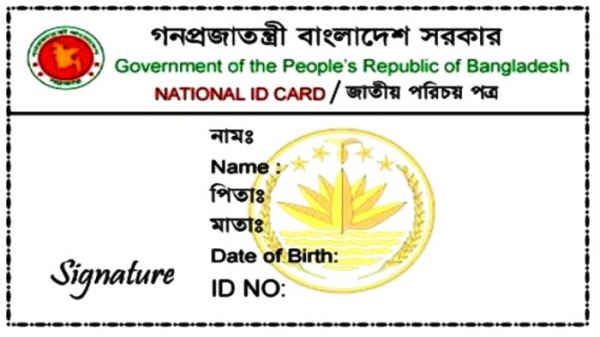 গনপ্রজাতন্ত্রী বাংলাদেশ সরকার
Government of the People's Republic of Bangladesh
NATIONAL ID CARD / জাতীয় পরিচয় পত্র
নামঃ
Name :
পিতাঃ
মাতাঃ
Date of Birth:
Signature
ID NO: